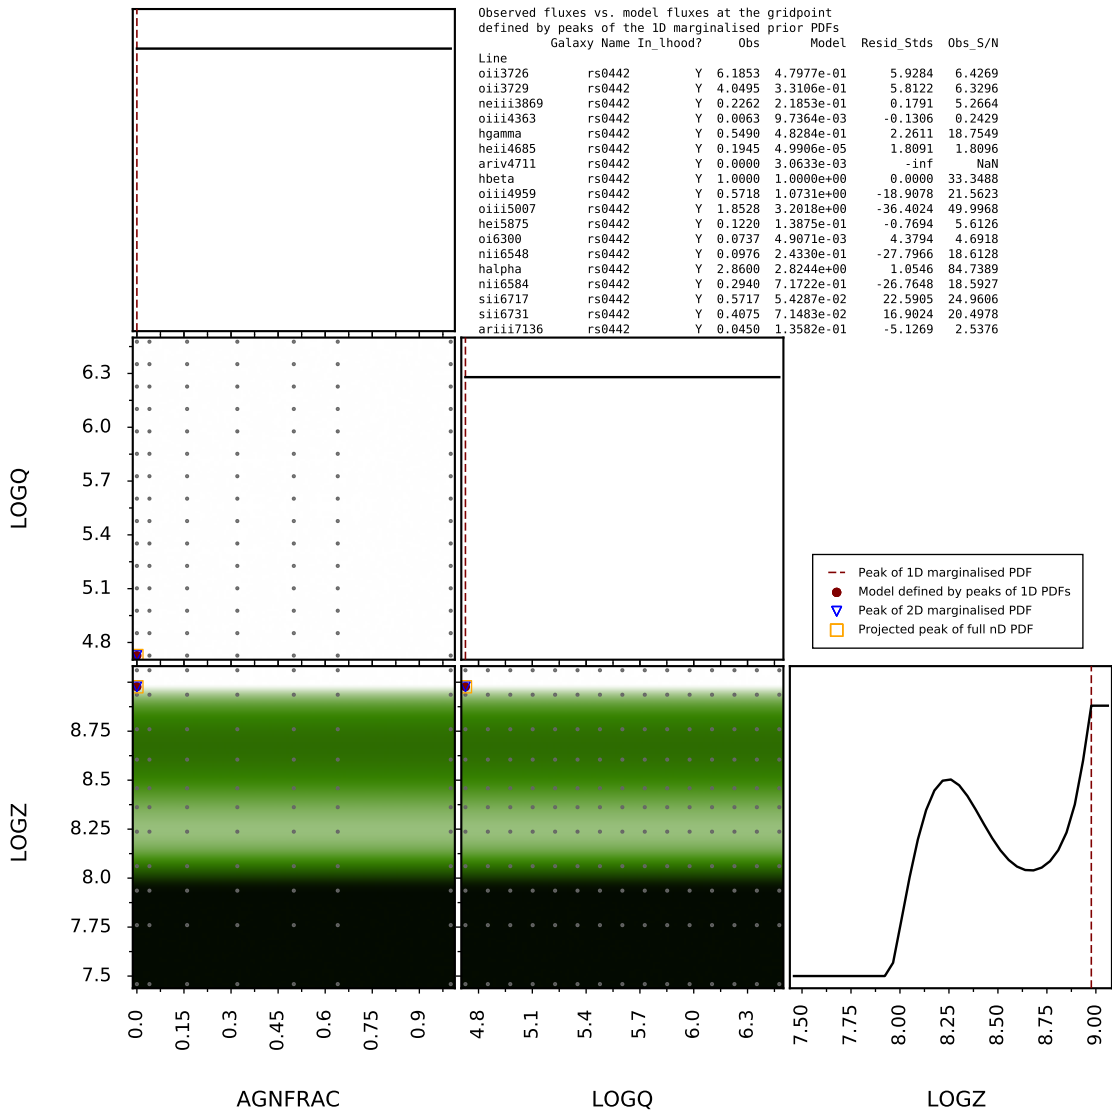 Observed fluxes vs. model fluxes at the gridpoint
defined by peaks of the 1D marginalised prior PDFs
Galaxy Name In_lhood? Obs Model Resid_Stds Obs_S/N
Line
oii3726 rs0442 Y 6.1853 4.7977e-01 5.9284 6.4269
oii3729 rs0442 Y 4.0495 3.3106e-01 5.8122 6.3296
neiii3869 rs0442 Y 0.2262 2.1853e-01 0.1791 5.2664
oiii4363 rs0442 Y 0.0063 9.7364e-03 -0.1306 0.2429
hgamma rs0442 Y 0.5490 4.8284e-01 2.2611 18.7549
heii4685 rs0442 Y 0.1945 4.9906e-05 1.8091 1.8096
ariv4711 rs0442 Y 0.0000 3.0633e-03 -inf NaN
hbeta rs0442 Y 1.0000 1.0000e+00 0.0000 33.3488
oiii4959 rs0442 Y 0.5718 1.0731e+00 -18.9078 21.5623
oiii5007 rs0442 Y 1.8528 3.2018e+00 -36.4024 49.9968
hei5875 rs0442 Y 0.1220 1.3875e-01 -0.7694 5.6126
oi6300 rs0442 Y 0.0737 4.9071e-03 4.3794 4.6918
nii6548 rs0442 Y 0.0976 2.4330e-01 -27.7966 18.6128
halpha rs0442 Y 2.8600 2.8244e+00 1.0546 84.7389
nii6584 rs0442 Y 0.2940 7.1722e-01 -26.7648 18.5927
sii6717 rs0442 Y 0.5717 5.4287e-02 22.5905 24.9606
sii6731 rs0442 Y 0.4075 7.1483e-02 16.9024 20.4978
ariii7136 rs0442 Y 0.0450 1.3582e-01 -5.1269 2.5376
LOGQ
6.3
6.0
5.7
5.4
5.1
4.8
Peak of 1D marginalised PDF
Model defined by peaks of 1D PDFs
Peak of 2D marginalised PDF
Projected peak of full nD PDF
LOGZ
8.75
8.5
8.25
8.0
7.75
7.5
0.0 0.15 0.3 0.45 0.6 0.75 0.9
4.8 5.1 5.4 5.7 6.0 6.3
7.50 7.75 8.00 8.25 8.50 8.75 9.00
AGNFRAC LOGQ LOGZ